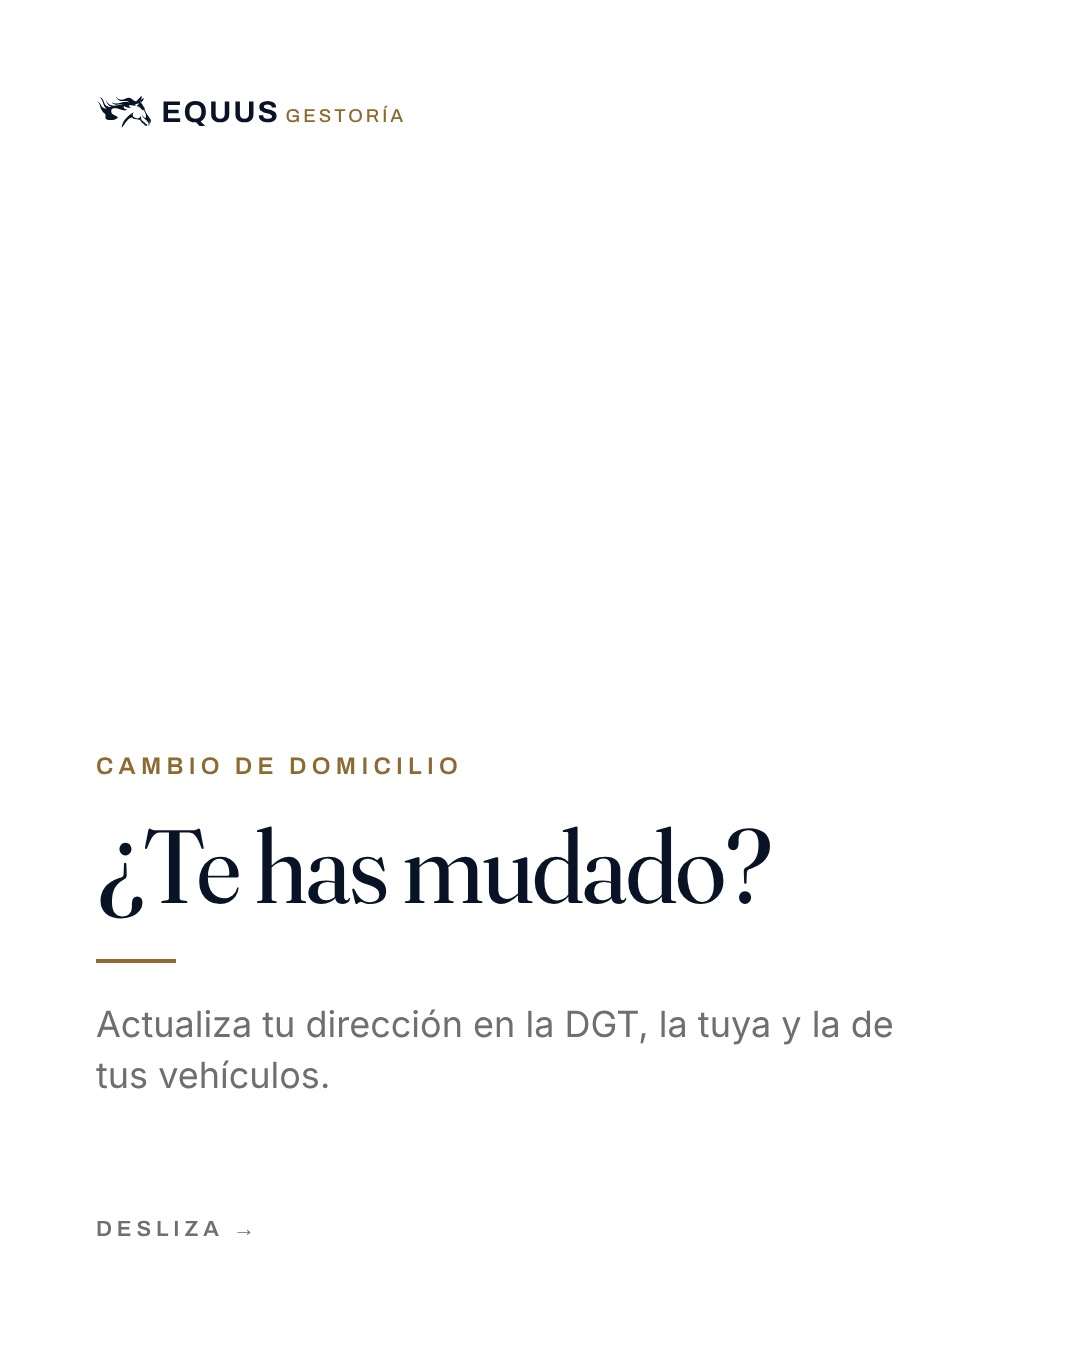 EQUUS GESTORÍA
CAMBIO DE DOMICILIO
¿Te has mudado?
Actualiza tu dirección en la DGT, la tuya y la de
tus vehículos.
DESLIZA →